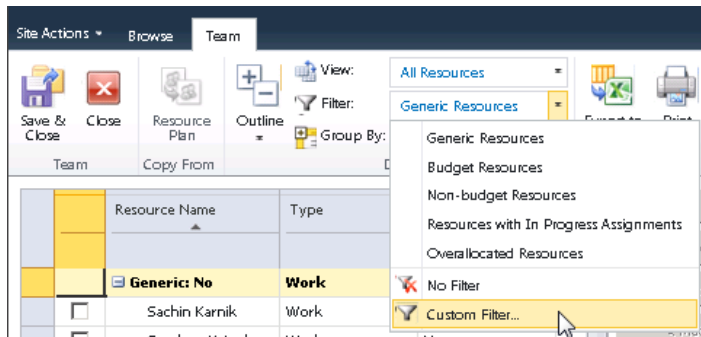 Site Actions Browse Team
View: All Resources
Filter: Generic Resources
Group By:
Save & Close
Close
Resource Plan
Outline
Print
Team
Copy From
Generic Resources
Budget Resources
Non-budget Resources
Resources with In Progress Assignments
Overallocated Resources
No Filter
Custom Filter...
Resource Name Type
Generic: No Work
Sachin Karnik Work